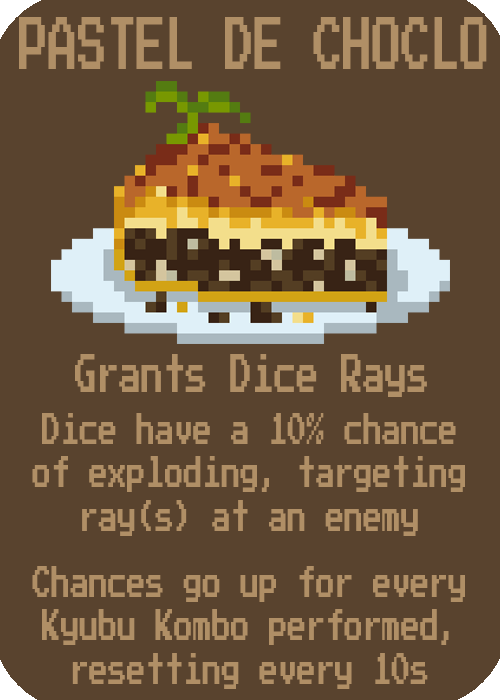 PASTEL DE CHOCLO
Grants Dice Rays
Dice have a 10% chance
of exploding, targeting
ray(s) at an enemy
Chances go up for every
Kyubu Kombo performed,
resetting every 10s